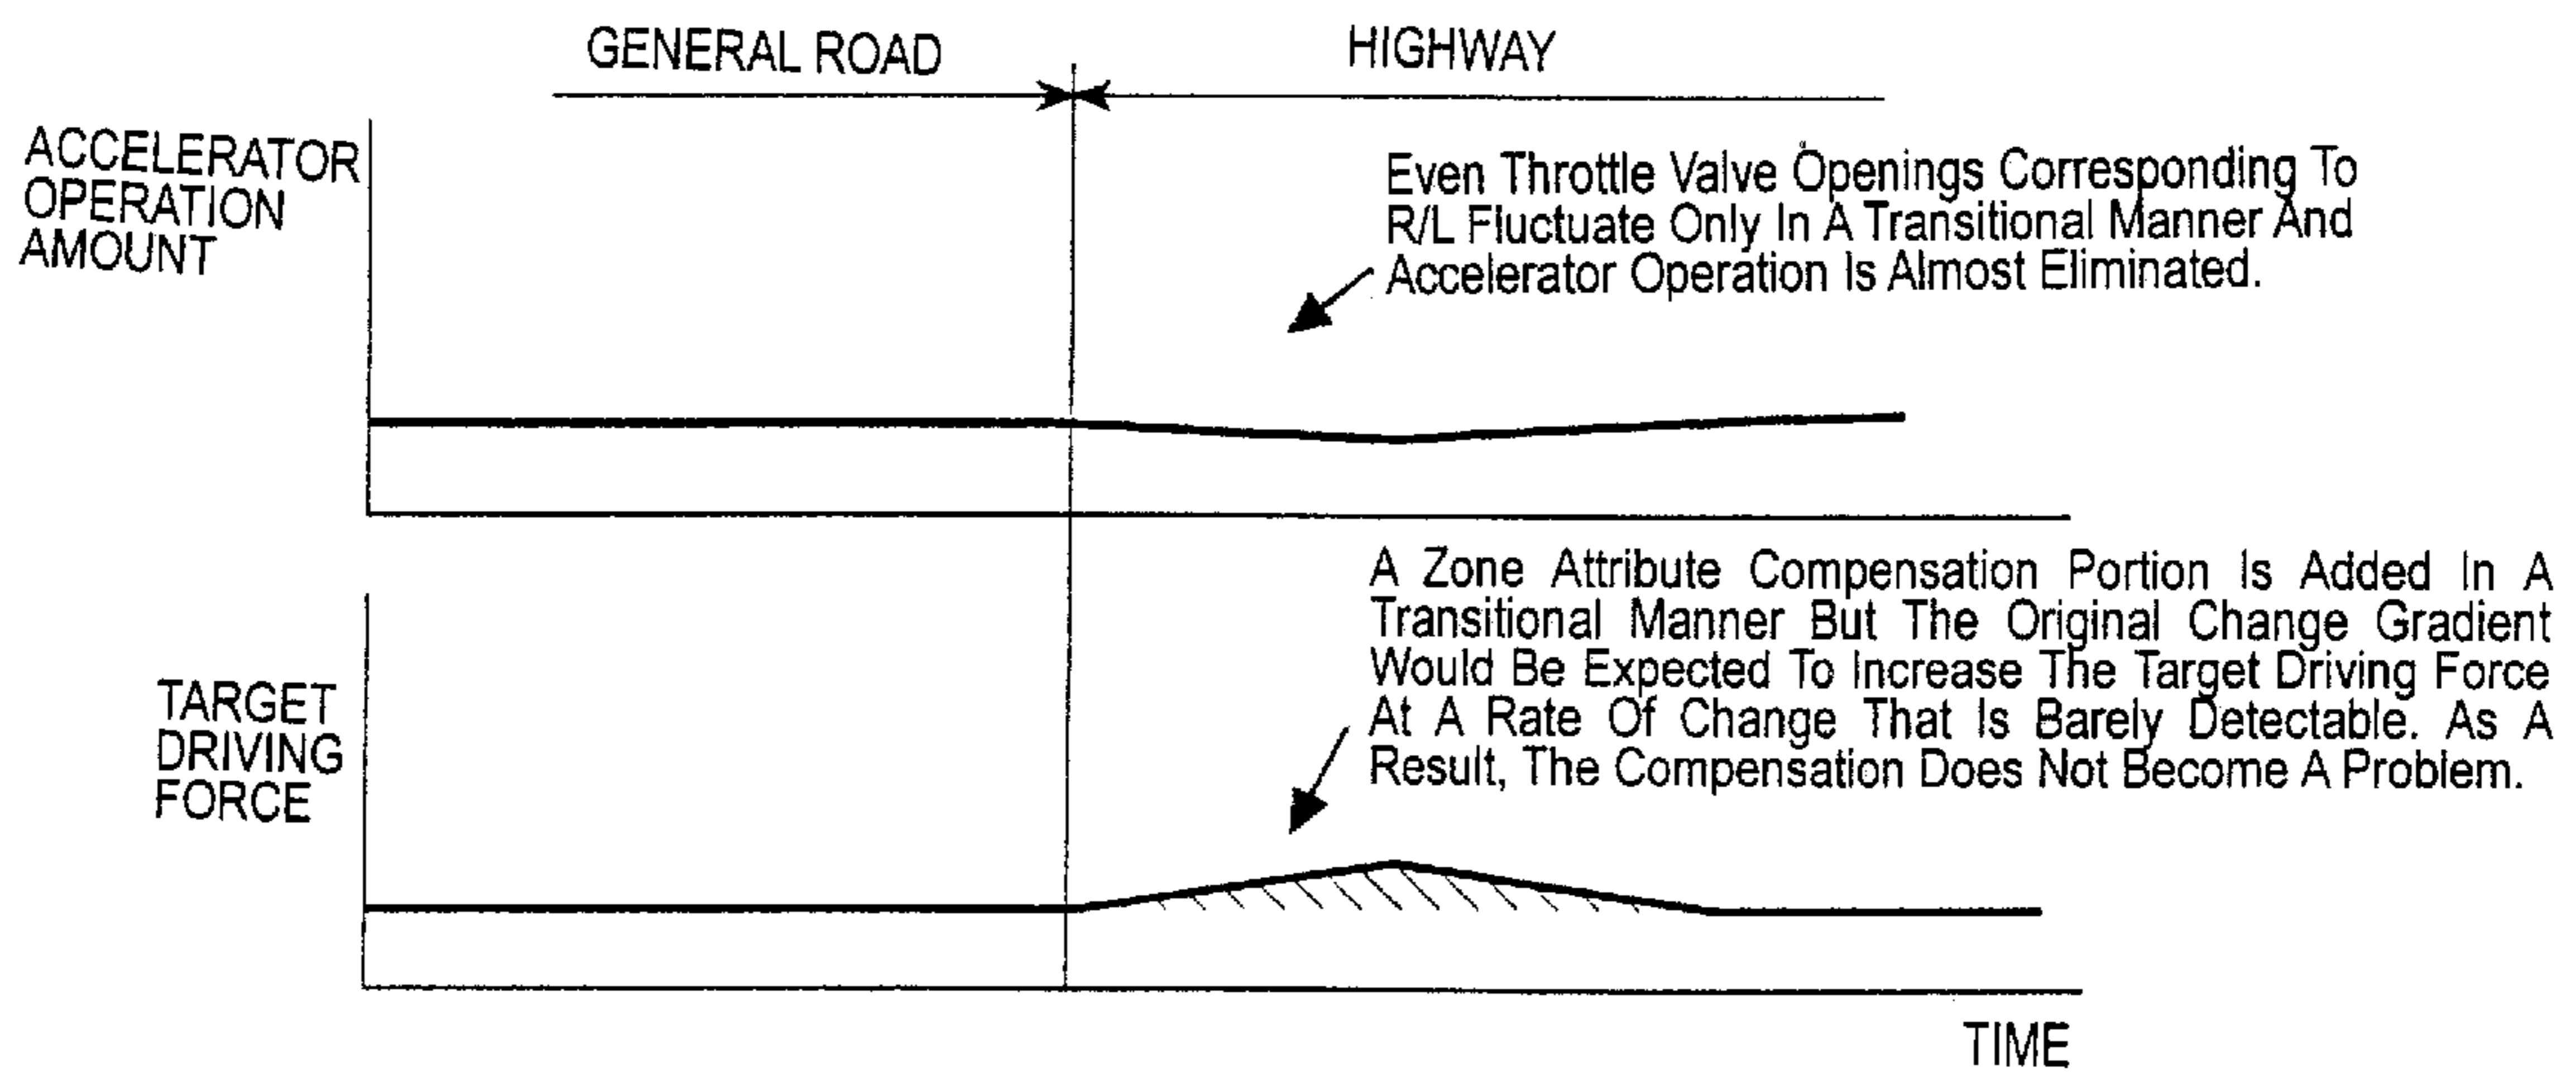 GENERAL ROAD
HIGHWAY
ACCELERATOR
OPERATION
AMOUNT
Even Throttle Valve Openings Corresponding To
R/L Fluctuate Only In A Transitional Manner And
Accelerator Operation Is Almost Eliminated.
A Zone Attribute Compensation Portion Is Added In A
Transitional Manner But The Original Change Gradient
Would Be Expected To Increase The Target Driving Force
At A Rate Of Change That Is Barely Detectable. As A
Result, The Compensation Does Not Become A Problem.
TARGET
DRIVING
FORCE
TIME